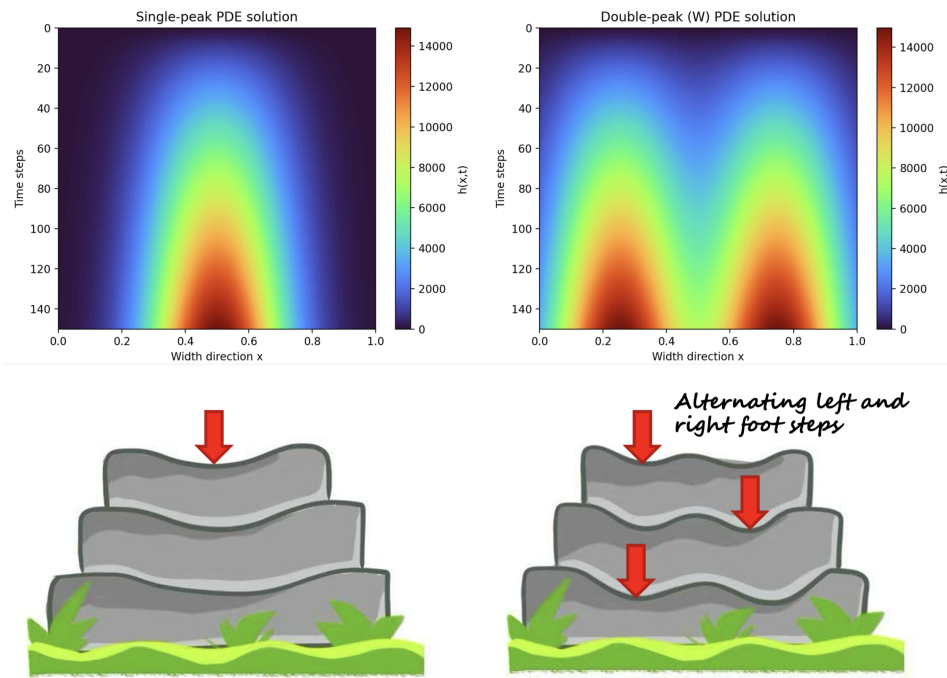 Single-peak PDE solution
0
20
40
60
80
100
120
140
Time steps
0.0 0.2 0.4 0.6 0.8 1.0
Width direction x
14000
12000
10000
8000
6000
4000
2000
0
h(x,t)
Double-peak (W) PDE solution
0
20
40
60
80
100
120
140
Time steps
0.0 0.2 0.4 0.6 0.8 1.0
Width direction x
14000
12000
10000
8000
6000
4000
2000
0
h(x,t)
Alternating left and
right foot steps